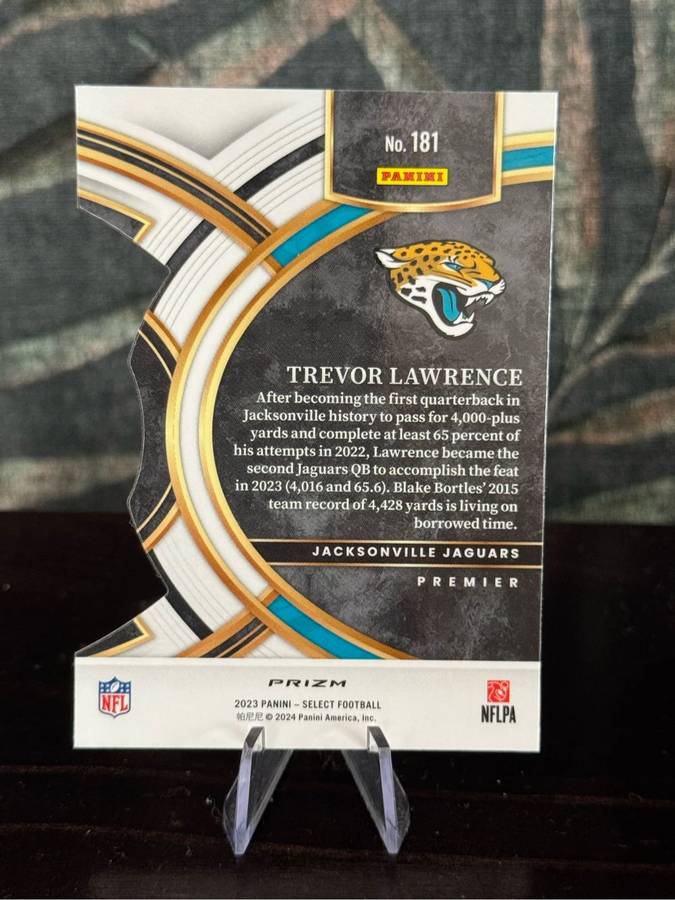 No. 181
PANINI
TREVOR LAWRENCE
After becoming the first quarterback in
Jacksonville history to pass for 4,000-plus
yards and complete at least 65 percent of
his attempts in 2022, Lawrence became the
second Jaguars QB to accomplish the feat
in 2023 (4,016 and 65.6). Blake Bortles' 2015
team record of 4,428 yards is living on
borrowed time.
JACKSONVILLE JAGUARS
PREMIER
PRIZM
NFL
2023 PANINI – SELECT FOOTBALL
帕尼尼 © 2024 Panini America, Inc.
NFLPA